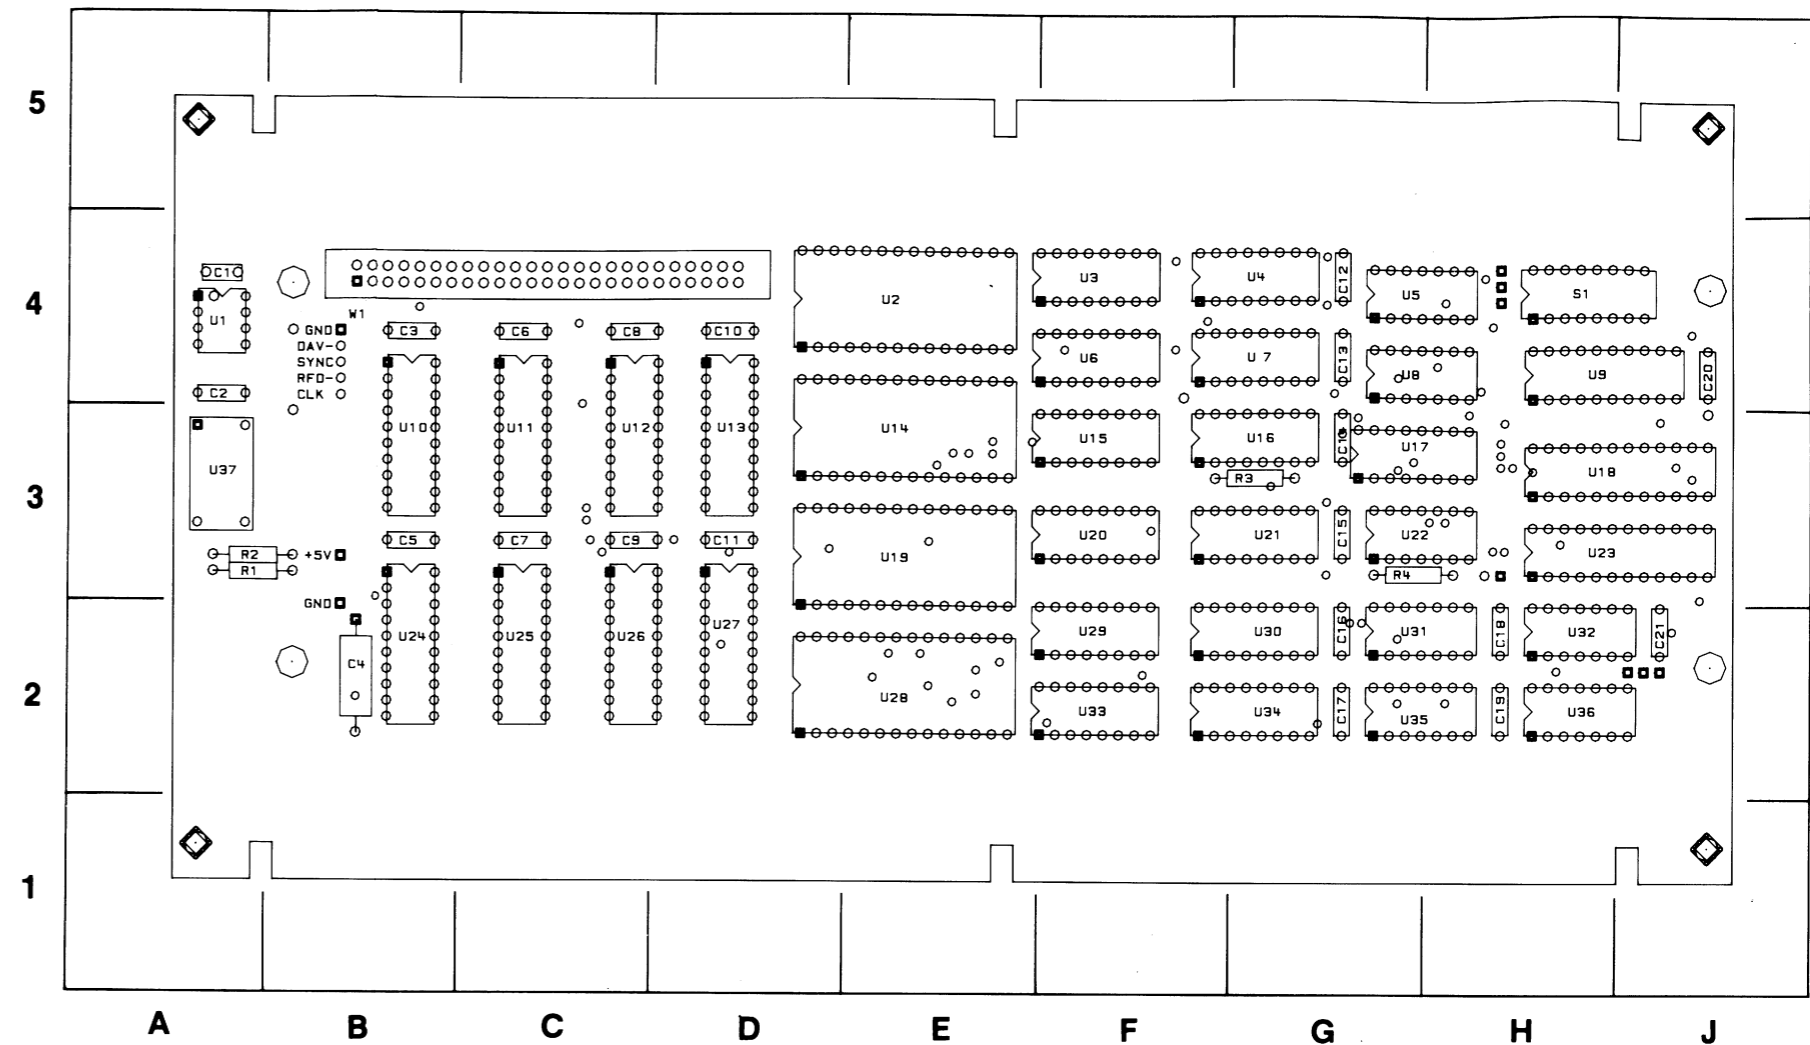 5
C1
U2
U3
U4
C12
U5
S1
4
U1
W1
GND
C3
C6
C8
C10
DAV-
SYNC
RFD-
CLK
U6
U 7
C13
U8
U9
C20
C2
U10
U11
U12
U13
U14
U15
U16
U17
U37
R3
U18
3
R2
+5V
C5
C7
C9
C11
U19
U20
U21
C15
U22
U23
R1
R4
GND
U24
U25
U26
U27
U29
U30
C16
U31
C18
U32
C21
C4
2
U28
U33
U34
C17
U35
C19
U36
1
A B C D E F G H J